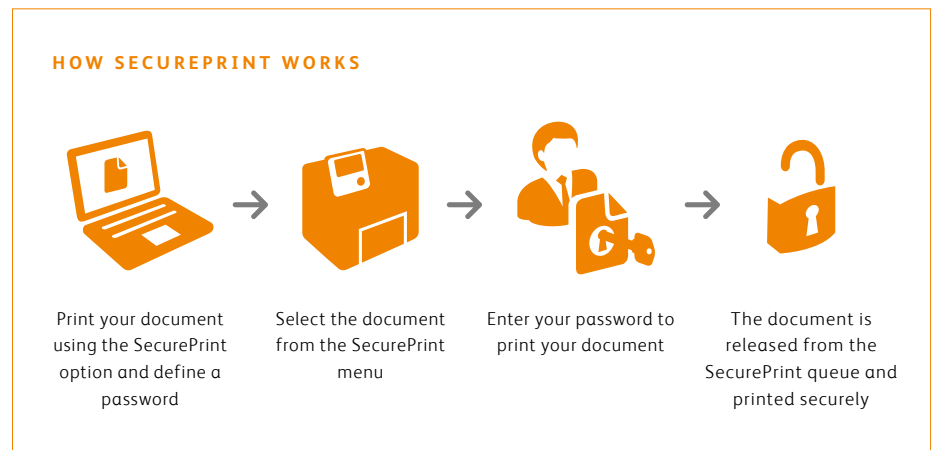 HOW SECUREPRINT WORKS
Print your document
using the SecurePrint
option and define a
password
Select the document
from the SecurePrint
menu
Enter your password to
print your document
The document is
released from the
SecurePrint queue and
printed securely